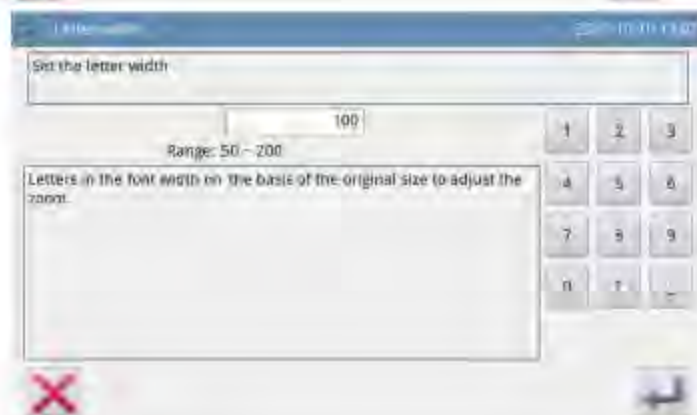 Set the letter width
100
Range: 50 ~ 200
Letters in the font width on the basis of the original size to adjust the
zoom.
1 2 3
4 5 6
7 8 9
0